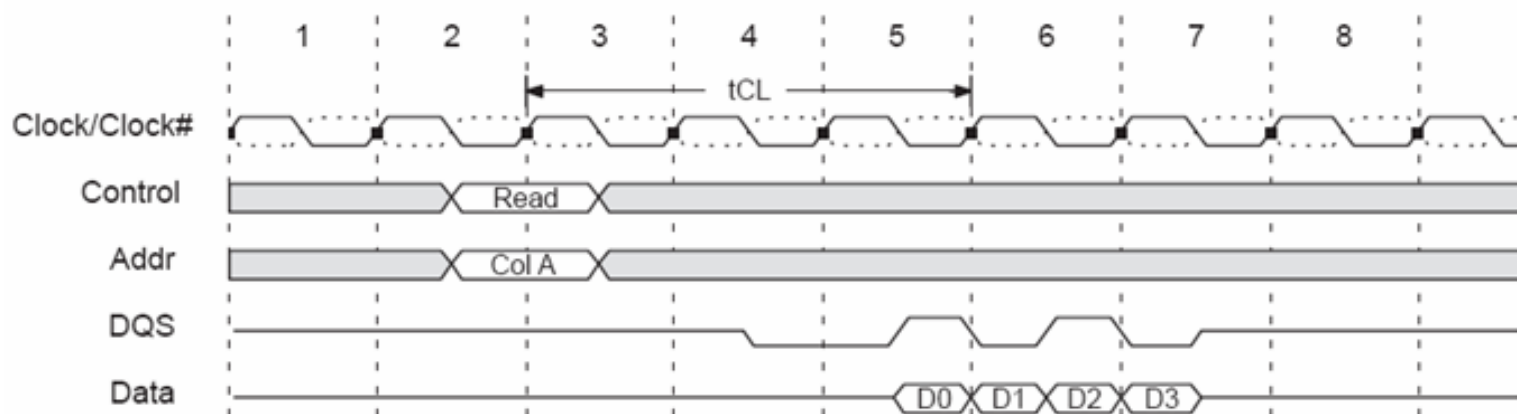 1 2 3 4 5 6 7 8
tCL
Clock/Clock#
Control Read
Addr Col A
DQS
Data D0 D1 D2 D3